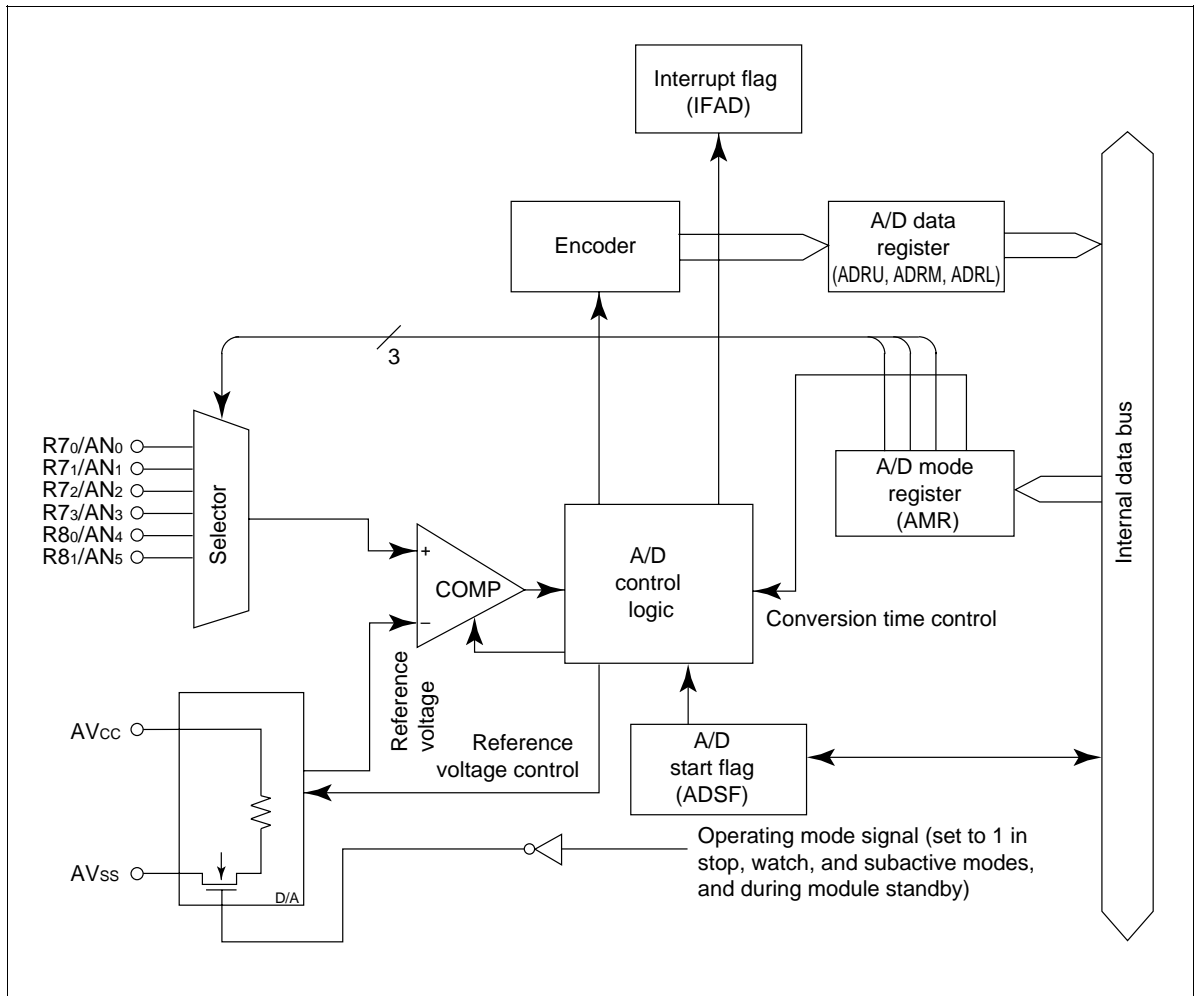 Interrupt flag
(IFAD)
Encoder
A/D data
register
(ADRU, ADRM, ADRL)
3
R70/AN0
R71/AN1
R72/AN2
R73/AN3
R80/AN4
R81/AN5
Selector
A/D mode
register
(AMR)
Internal data bus
+
COMP
−
A/D
control
logic
Conversion time control
Reference
voltage
AVCC
Reference
voltage control
A/D
start flag
(ADSF)
AVSS
D/A
Operating mode signal (set to 1 in
stop, watch, and subactive modes,
and during module standby)